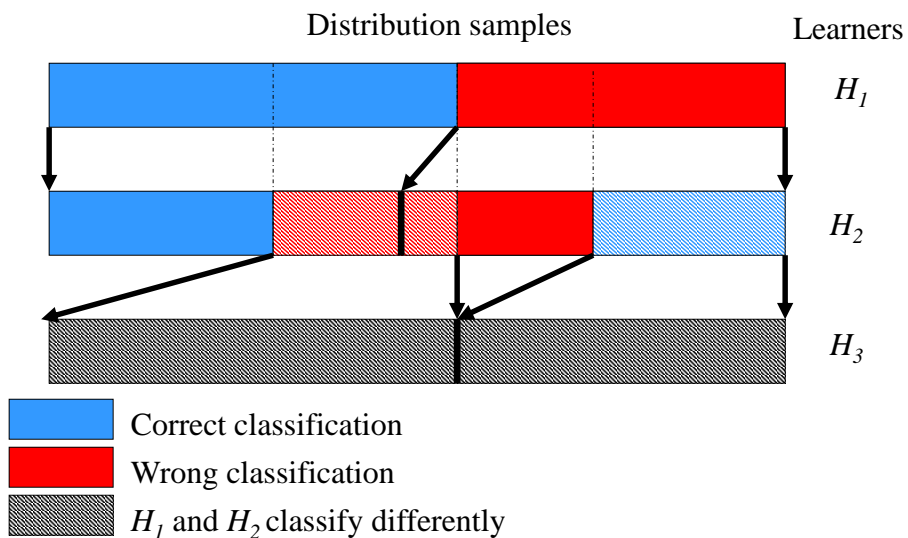 Distribution samples
Learners
H1
H2
H3
Correct classification
Wrong classification
H1 and H2 classify differently